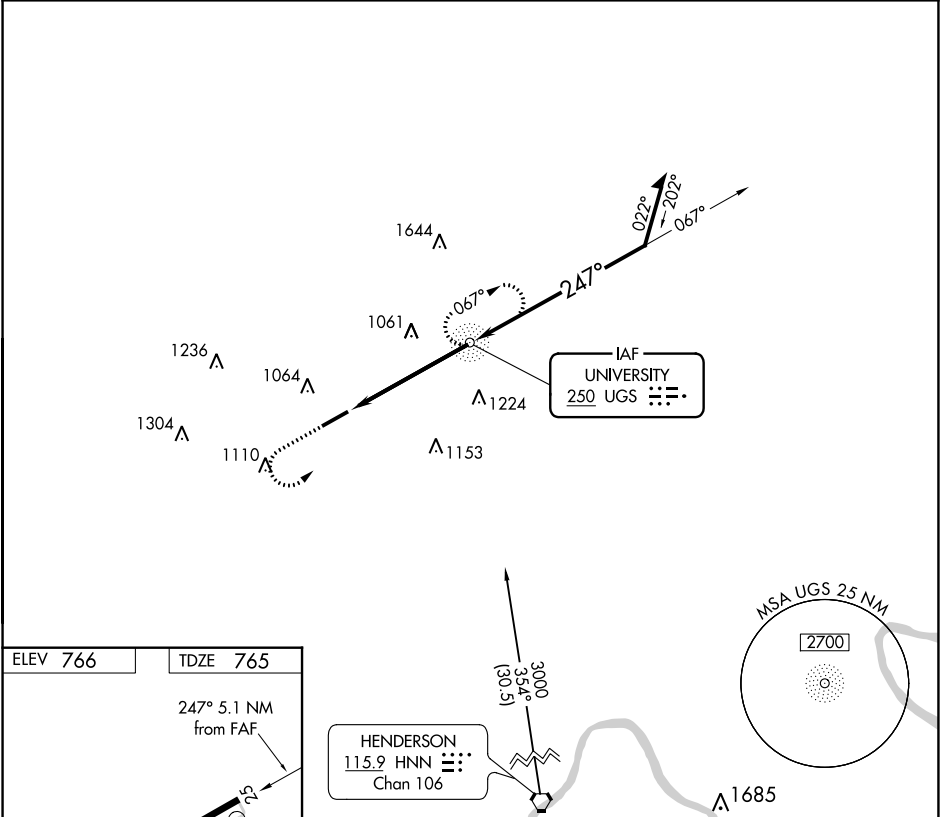 1644
022°
202°
067°
247°
067°
1061
1236
1064
IAF
UNIVERSITY
250 UGS
1224
1304
1110
1153
MSA UGS 25 NM
2700
ELEV 766
TDZE 765
3000
354°
(30.5)
247° 5.1 NM
from FAF
HENDERSON
115.9 HNN
Chan 106
25
1685